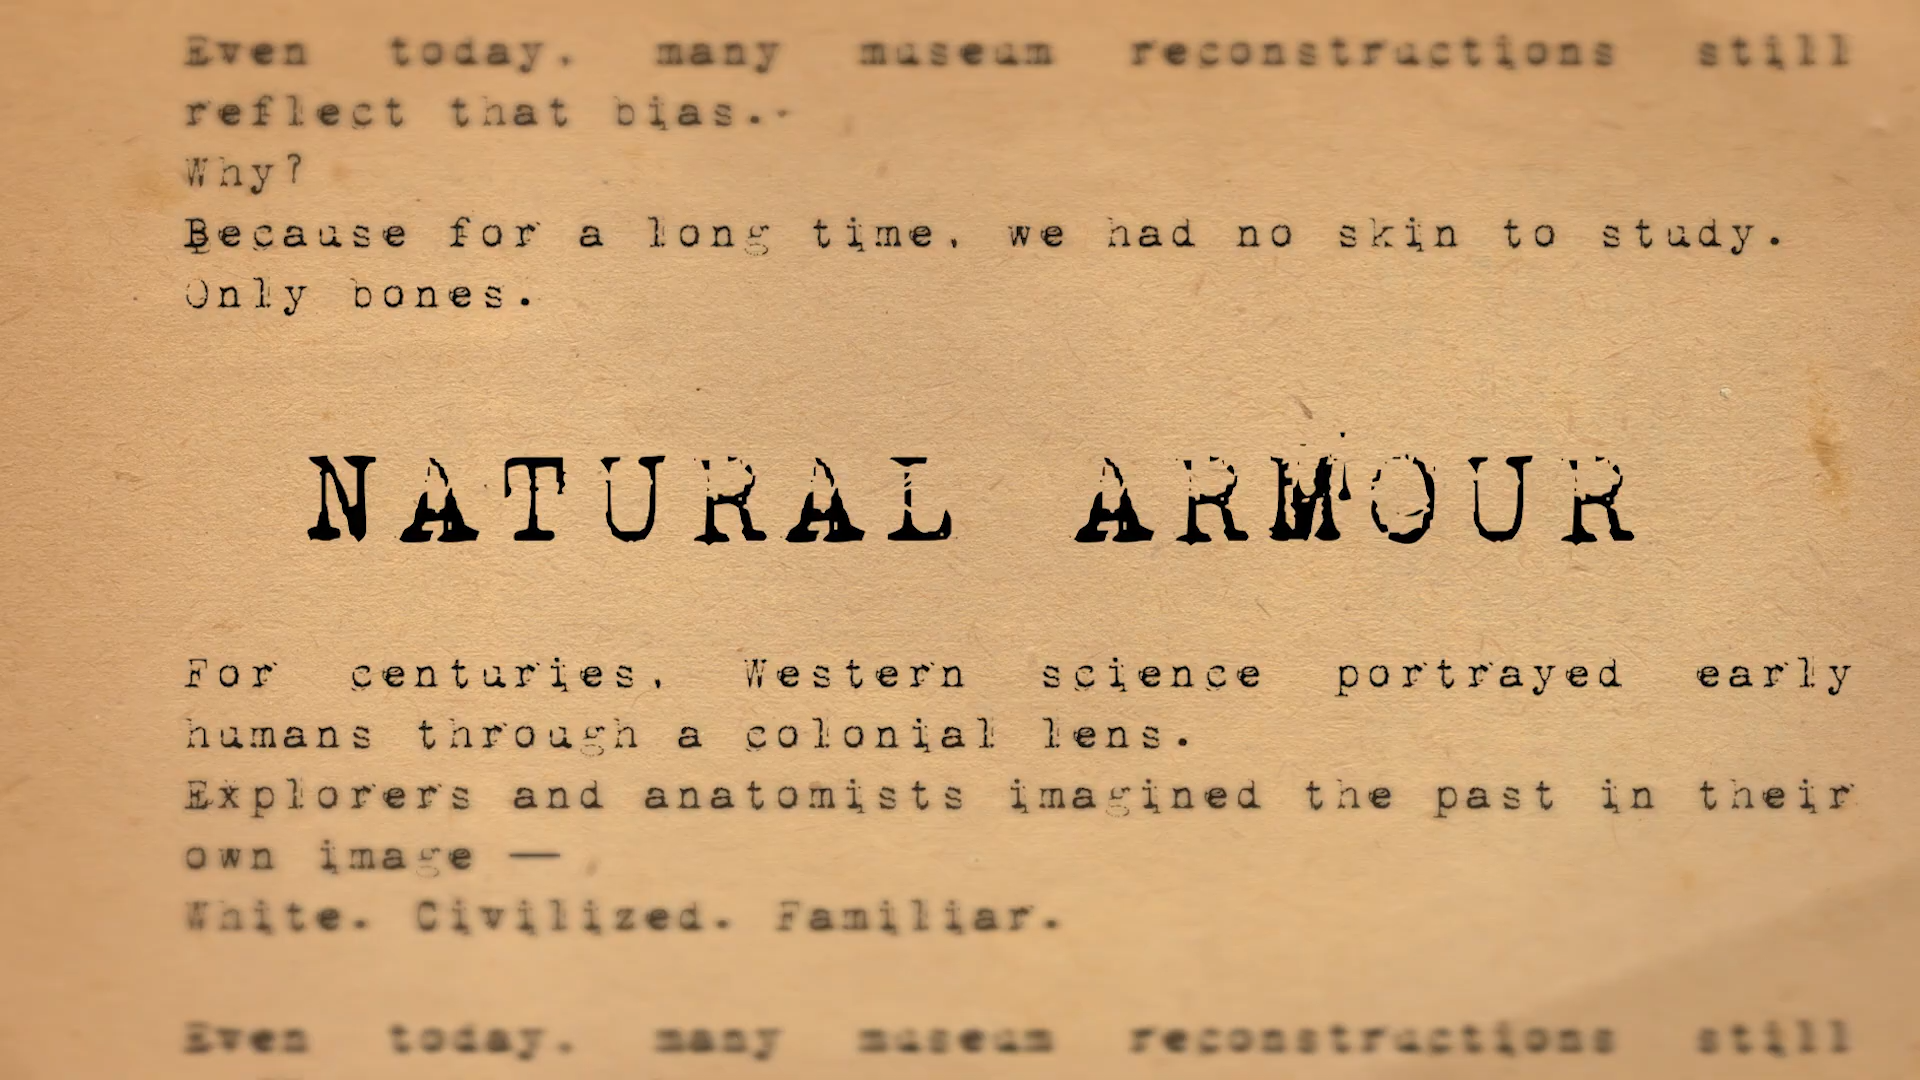 Even today, many museum reconstructions still
reflect that bias.
Why?
Because for a long time, we had no skin to study.
Only bones.
NATURAL ARMOUR
For centuries, Western science portrayed early
humans through a colonial lens.
Explorers and anatomists imagined the past in their
own image —
White. Civilized. Familiar.
Even today, many museum reconstructions still